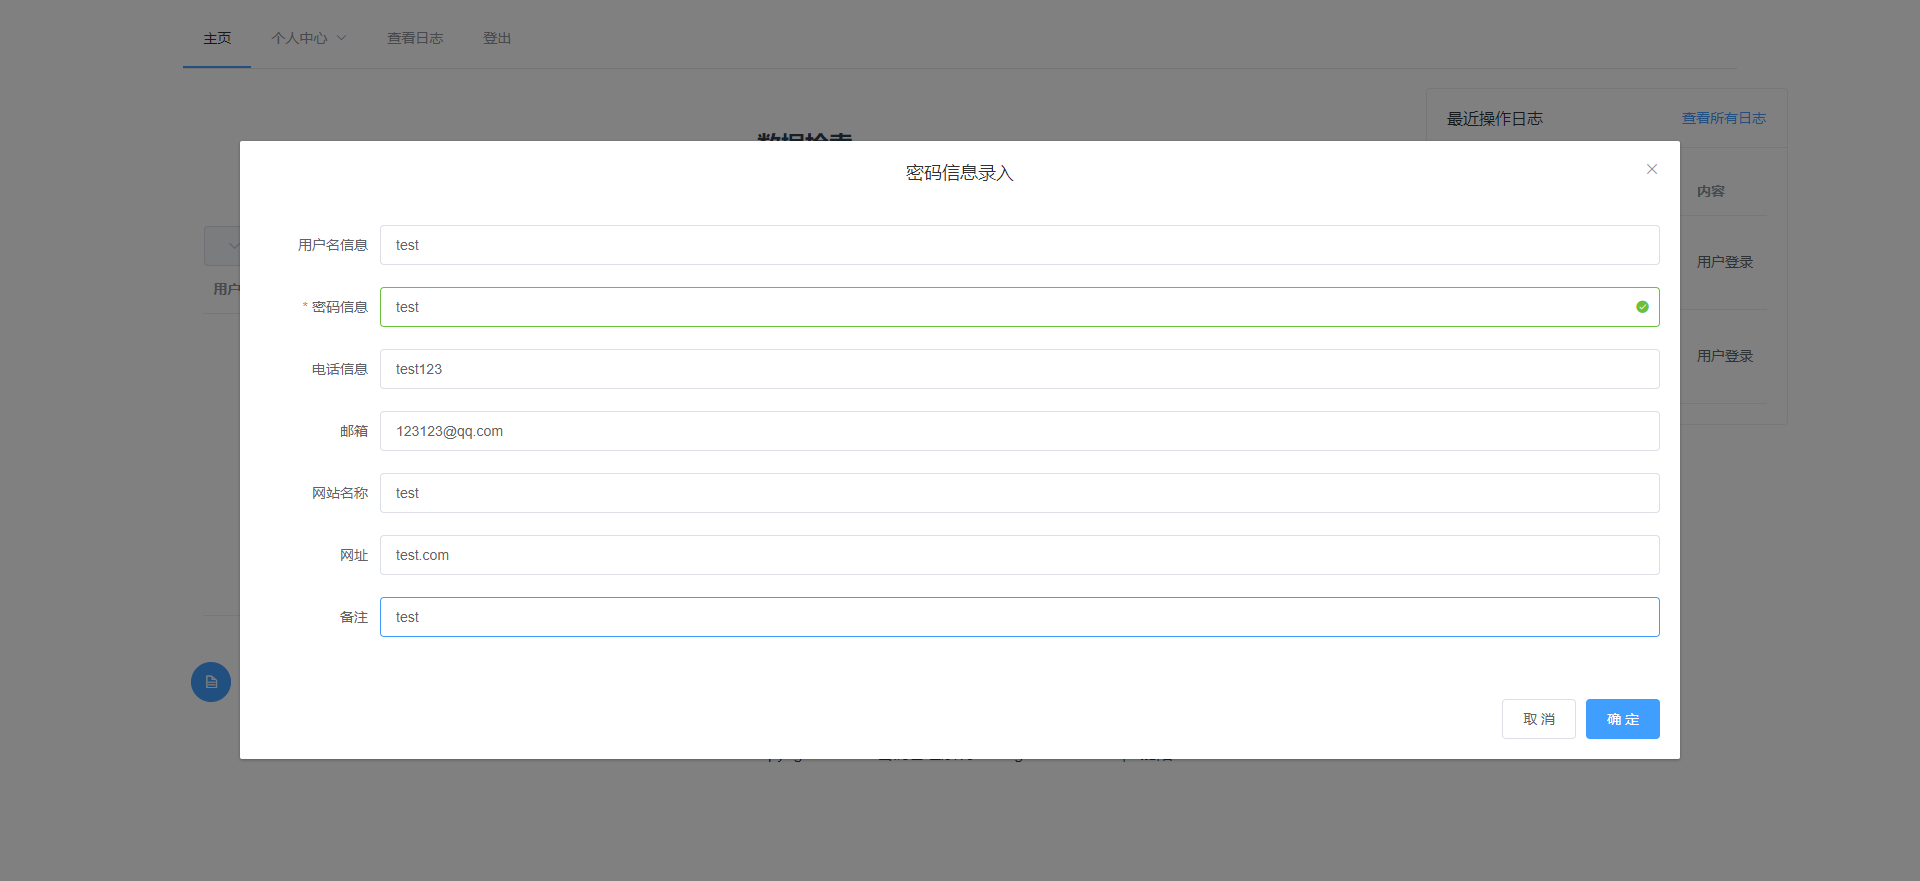 主页 个人中心 查看日志 登出
最近操作日志 查看所有日志
数据检索
密码信息录入
内容
用户名信息 test
用户
* 密码信息 test
用户登录
电话信息 test123
用户登录
邮箱 123123@qq.com
网站名称 test
网址 test.com
备注 test
取 消 确 定